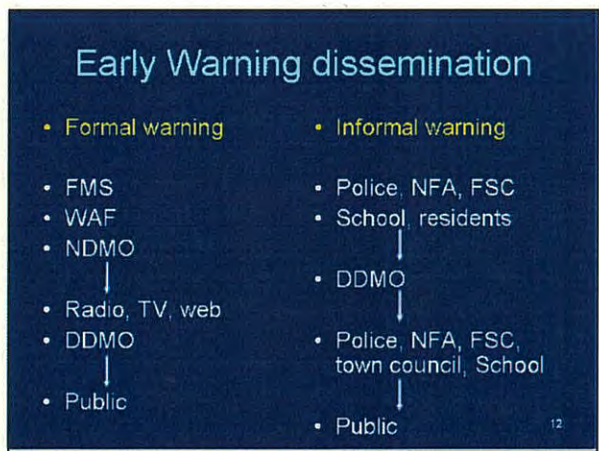 Early Warning dissemination
• Formal warning
• FMS
• WAF
• NDMO
• Radio, TV, web
• DDMO
• Public
• Informal warning
• Police, NFA, FSC
• School, residents
• DDMO
• Police, NFA, FSC,
town council, School
• Public
12